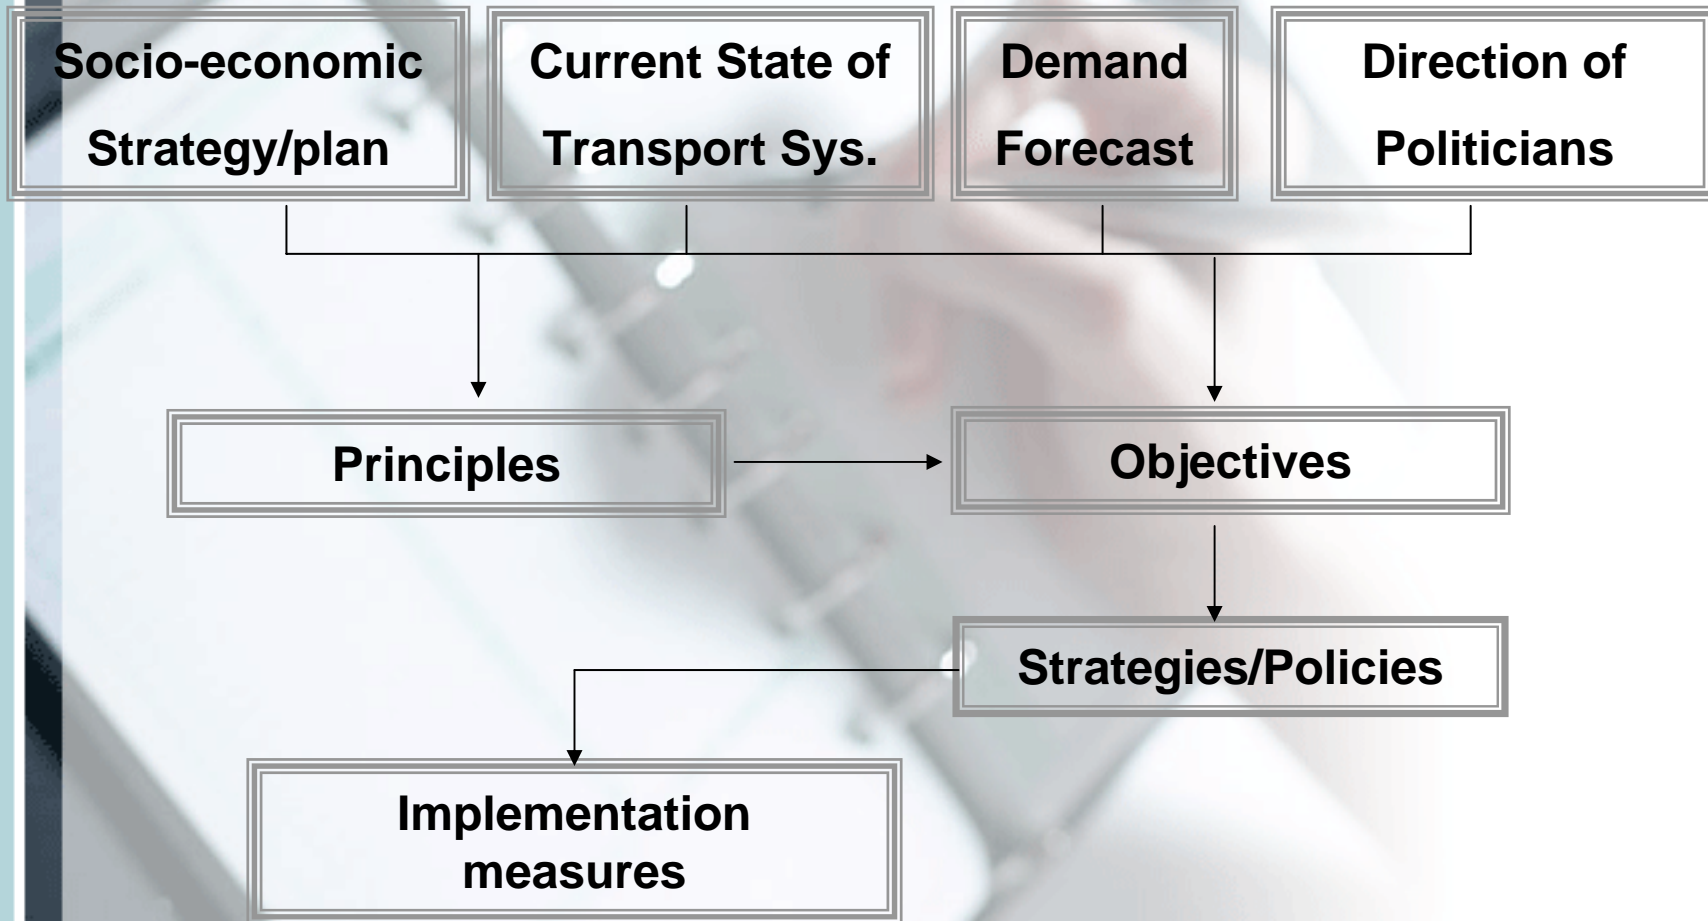 Socio-economic
Strategy/plan
Current State of
Transport Sys.
Demand
Forecast
Direction of
Politicians
Principles
Objectives
Strategies/Policies
Implementation
measures